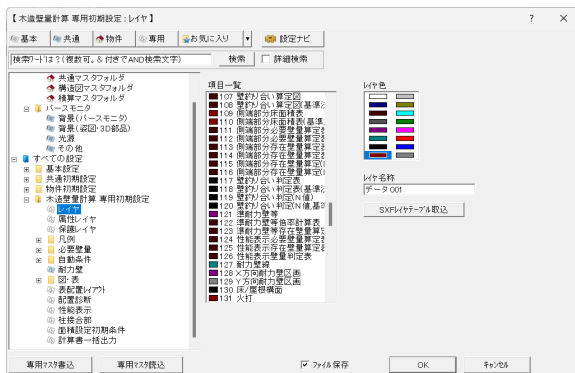 【 木造壁量計算 専用初期設定 : レイヤ 】
基本 共通 物件 専用 お気に入り 設定ナビ
検索ワードは？(複数可。& 付きでAND検索文字) 検索 詳細検索
共通マスタフォルダ
構造図マスタフォルダ
積算マスタフォルダ
パースモニタ
背景(パースモニタ)
背景(姿図・3D部品)
光源
その他
すべての設定
基本設定
共通初期設定
物件初期設定
木造壁量計算 専用初期設定
レイヤ
属性レイヤ
保護レイヤ
凡例
必要壁量
自動条件
耐力壁
図・表
表配置レイアウト
配置診断
性能表示
柱接合部
面積設定初期条件
計算書一括出力
項目一覧
107 壁釣り合い算定図
108 壁釣り合い算定図(基準法
109 側端部分床面積表
110 側端部分床面積表(基準
111 側端部分必要壁量算定表
112 側端部分必要壁量算定表
113 側端部分存在壁量算定表
114 側端部分存在壁量算定表
115 側端部分存在壁量算定(
116 側端部分存在壁量算定(
117 壁釣り合い判定表
118 壁釣り合い判定表(基準法
119 壁釣り合い判定(N値)
120 壁釣り合い判定(N値,基準
121 準耐力壁等
122 準耐力壁等倍率計算表
123 準耐力壁等存在壁量算定
124 性能表示必要壁量算定表
125 性能表示存在壁量算定表
126 性能表示壁量判定表
127 耐力壁線
128 X方向耐力壁区画
129 Y方向耐力壁区画
130 床/屋根構面
131 火打
レイヤ色
レイヤ名称
データ001
SXFレイヤテーブル取込
専用マスタ書込 専用マスタ読込 ファイル保存 OK キャンセル